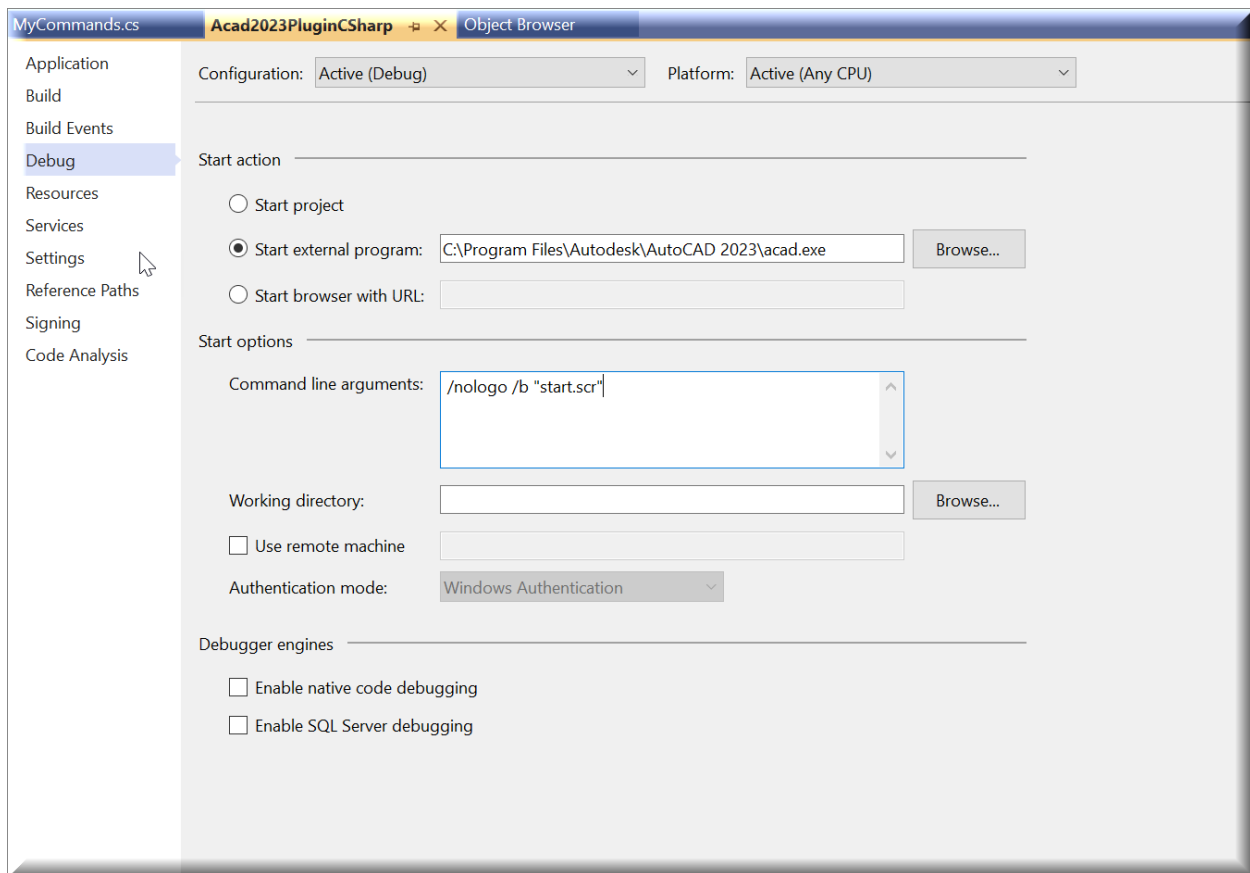 MyCommands.cs Acad2023PluginCSharp Object Browser
Application
Build
Build Events
Debug
Resources
Services
Settings
Reference Paths
Signing
Code Analysis
Configuration: Active (Debug) Platform: Active (Any CPU)
Start action
Start project
Start external program: C:\Program Files\Autodesk\AutoCAD 2023\acad.exe Browse...
Start browser with URL:
Start options
Command line arguments: /nologo /b "start.scr"
Working directory: Browse...
Use remote machine
Authentication mode: Windows Authentication
Debugger engines
Enable native code debugging
Enable SQL Server debugging